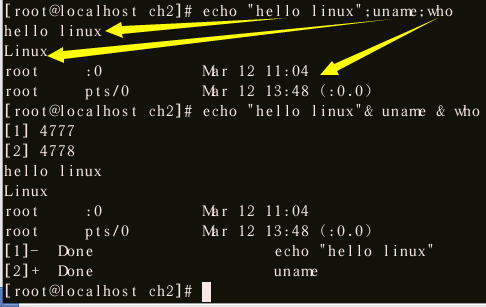 [root@localhost ch2]# echo "hello linux";uname;who
hello linux
Linux
root     :0           Mar 12 11:04
root     pts/0        Mar 12 13:48 (:0.0)
[root@localhost ch2]# echo "hello linux"& uname & who
[1] 4777
[2] 4778
hello linux
Linux
root     :0           Mar 12 11:04
root     pts/0        Mar 12 13:48 (:0.0)
[1]-  Done                    echo "hello linux"
[2]+  Done                    uname
[root@localhost ch2]#